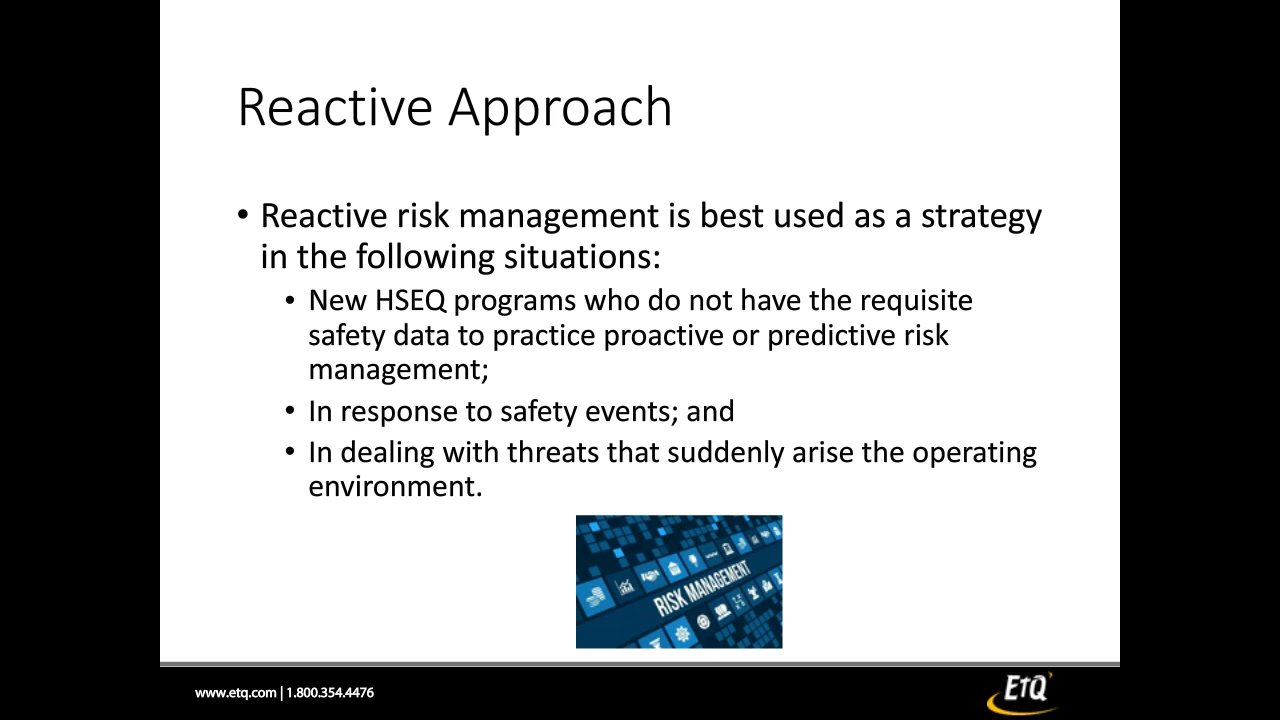 Reactive Approach
• Reactive risk management is best used as a strategy
in the following situations:
• New HSEQ programs who do not have the requisite
safety data to practice proactive or predictive risk
management;
• In response to safety events; and
• In dealing with threats that suddenly arise the operating
environment.
RISK MANAGEMENT
www.etq.com | 1.800.354.4476
EtQ